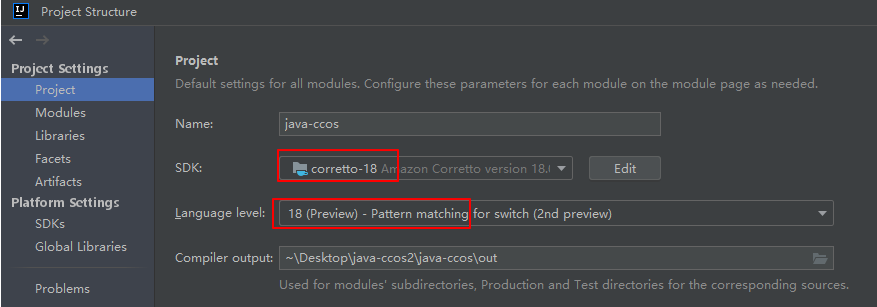 IJ Project Structure
Project Settings
Project
Modules
Libraries
Facets
Artifacts
Platform Settings
SDKs
Global Libraries
Problems
Project
Default settings for all modules. Configure these parameters for each module on the module page as needed.
Name: java-ccos
SDK: corretto-18 Amazon Corretto version 18. Edit
Language level: 18 (Preview) - Pattern matching for switch (2nd preview)
Compiler output: ~\Desktop\java-ccos2\java-ccos\out
Used for modules' subdirectories, Production and Test directories for the corresponding sources.